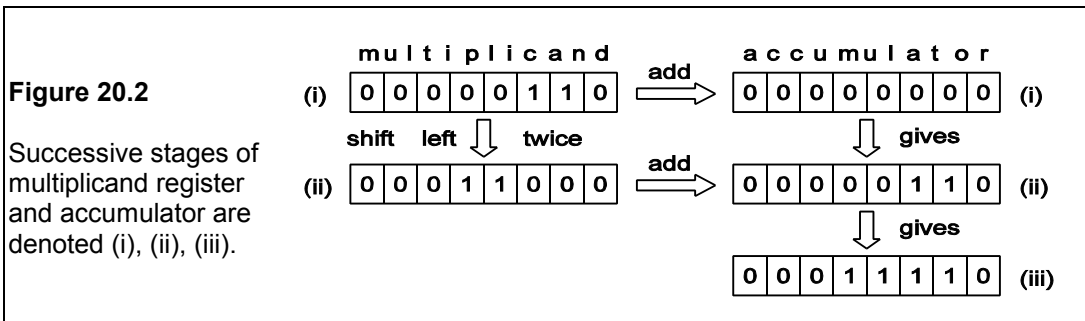 Figure 20.2
Successive stages of
multiplicand register
and accumulator are
denoted (i), (ii), (iii).
multiplicand
accumulator
(i) 0 0 0 0 0 1 1 0
add
0 0 0 0 0 0 0 0 (i)
shift left twice
gives
(ii) 0 0 0 1 1 0 0 0
add
0 0 0 0 0 1 1 0 (ii)
gives
0 0 0 1 1 1 1 0 (iii)